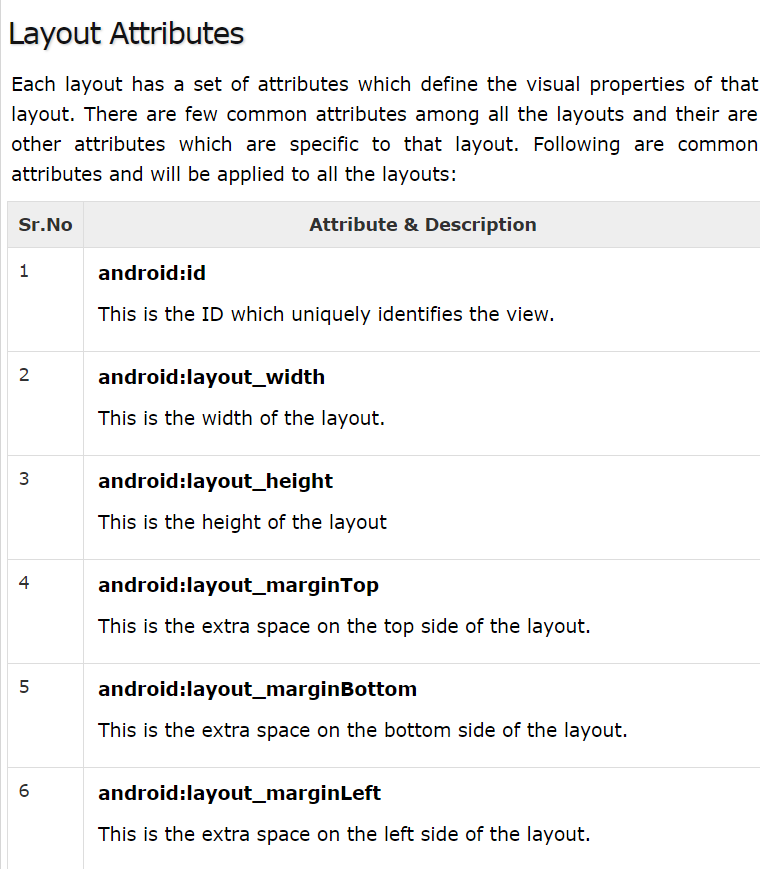 Layout Attributes
Each layout has a set of attributes which define the visual properties of that
layout. There are few common attributes among all the layouts and their are
other attributes which are specific to that layout. Following are common
attributes and will be applied to all the layouts:
Sr.No Attribute & Description
1 android:id
This is the ID which uniquely identifies the view.
2 android:layout_width
This is the width of the layout.
3 android:layout_height
This is the height of the layout
4 android:layout_marginTop
This is the extra space on the top side of the layout.
5 android:layout_marginBottom
This is the extra space on the bottom side of the layout.
6 android:layout_marginLeft
This is the extra space on the left side of the layout.